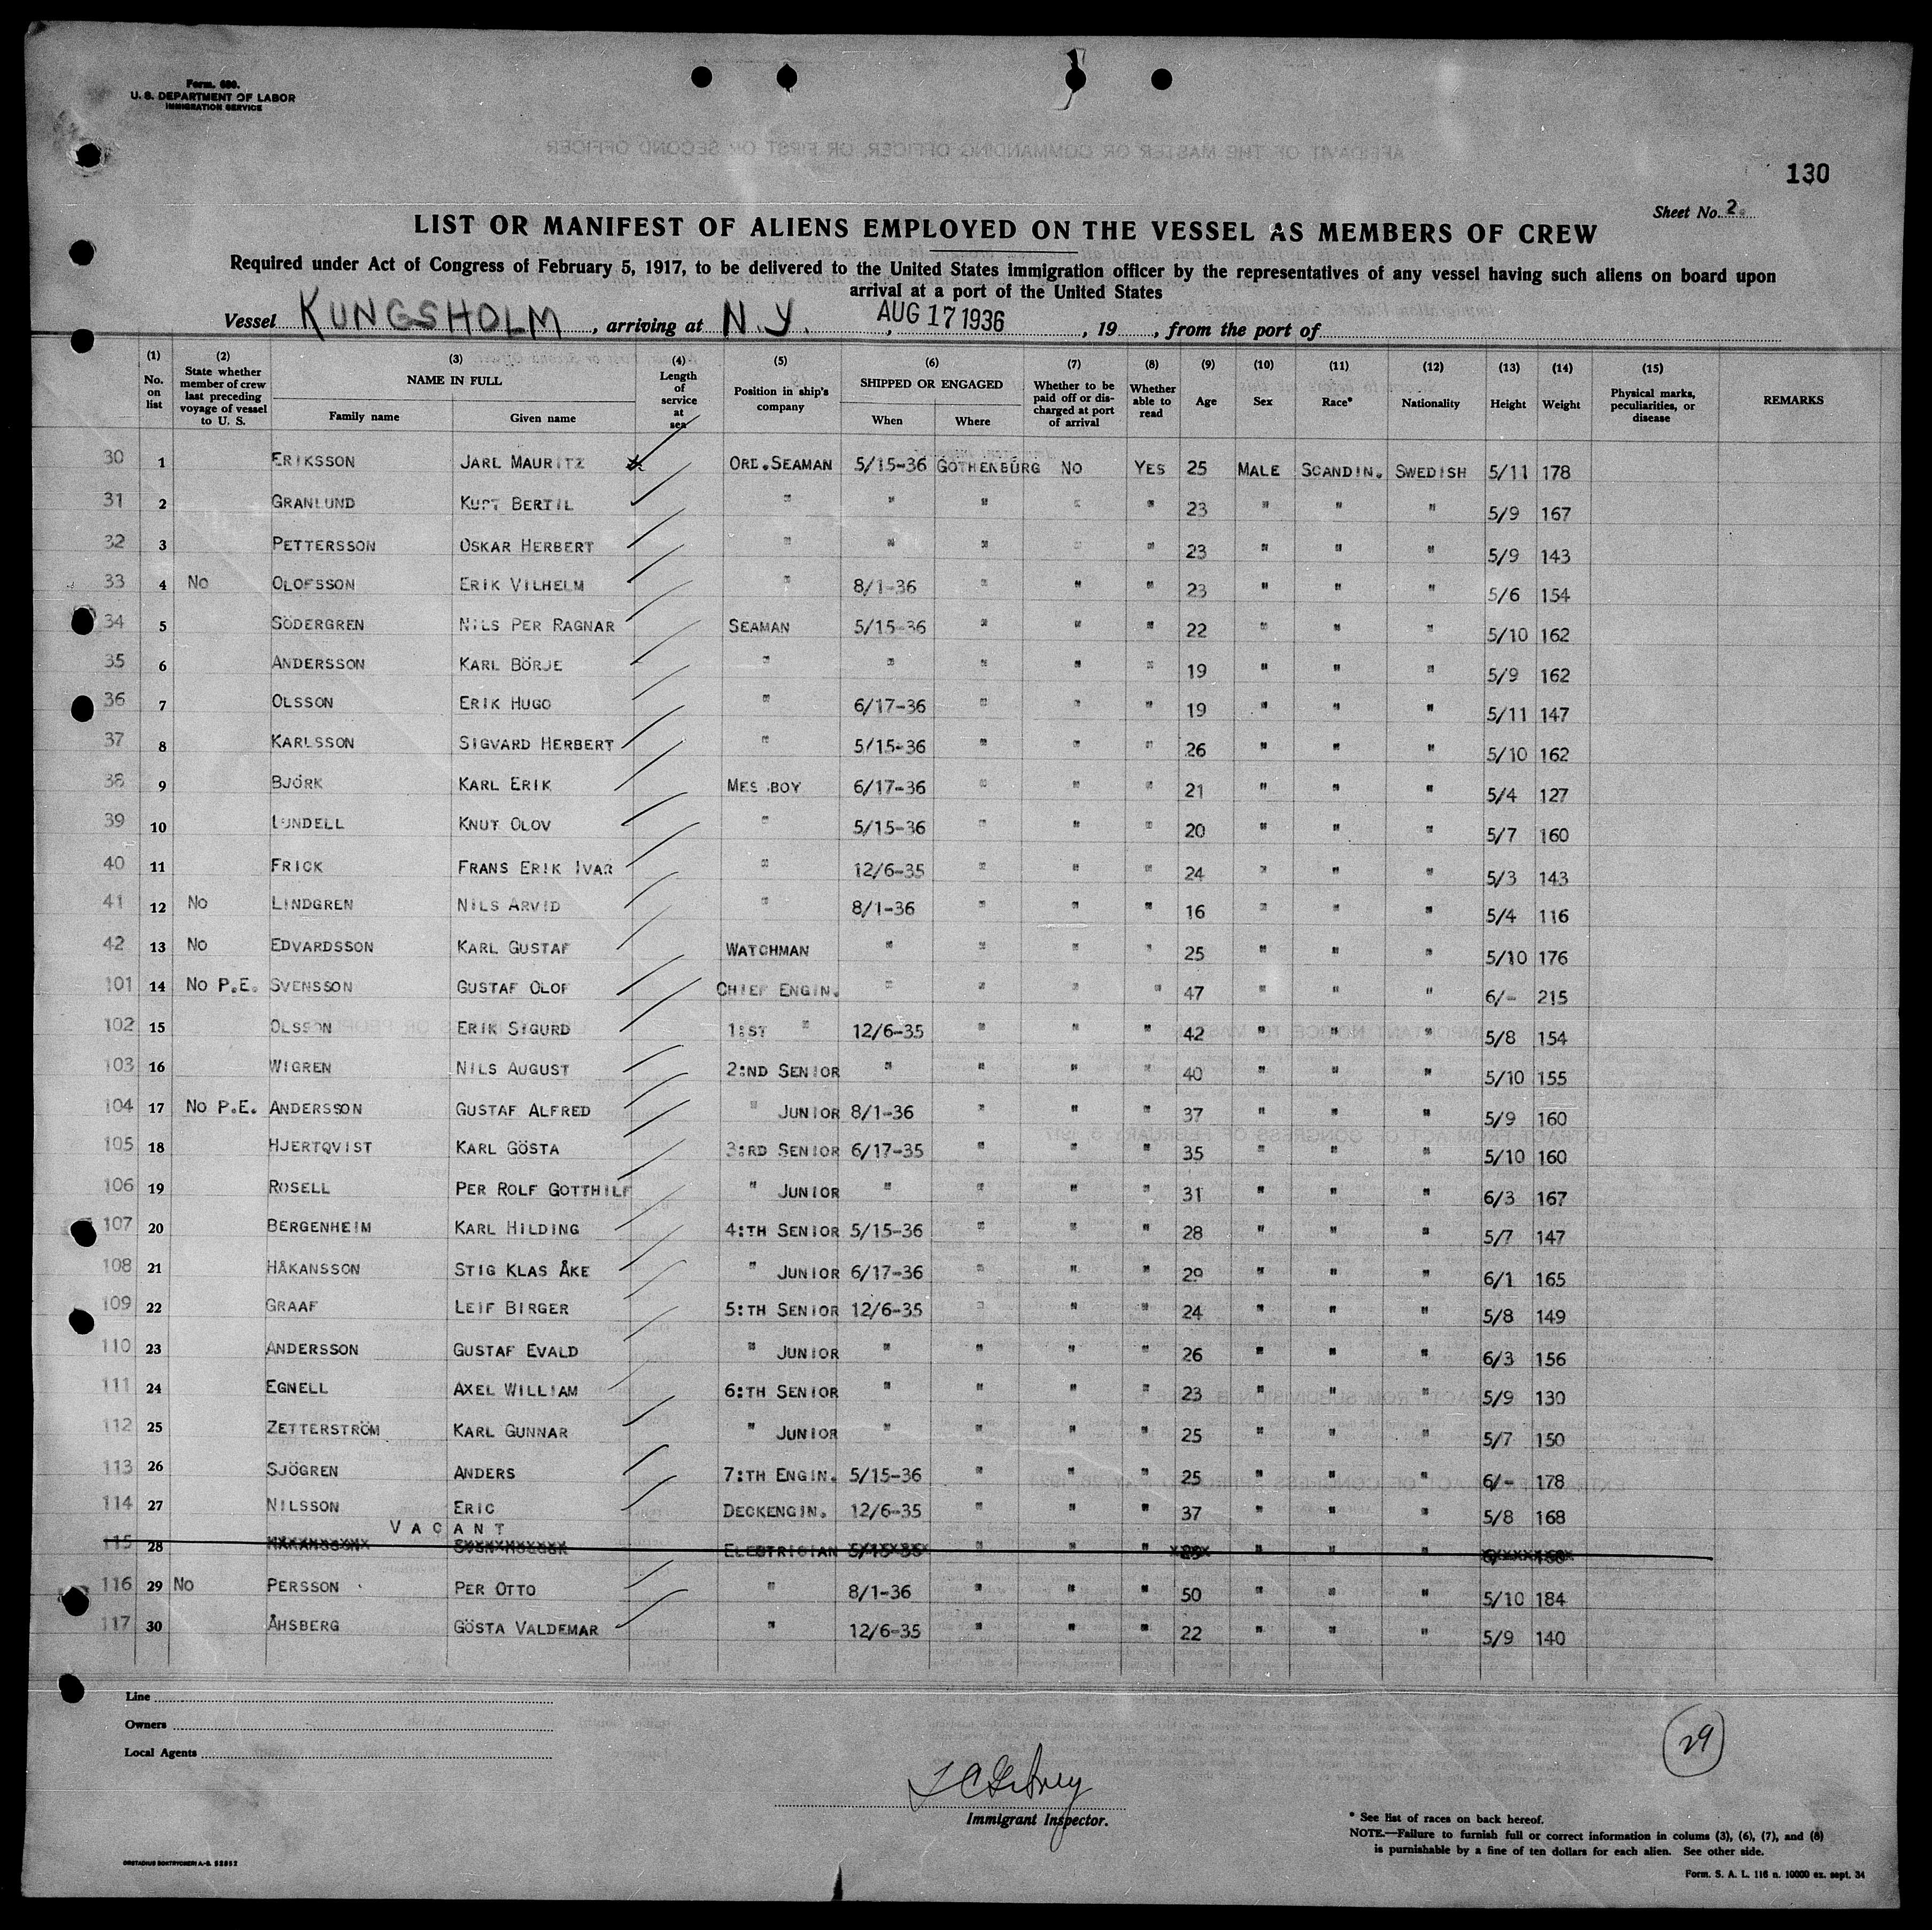 Form. 680.
U. S. DEPARTMENT OF LABOR
IMMIGRATION SERVICE
AFFIDAVIT OF THE MASTER OR COMMANDING OFFICER, OR FIRST OR SECOND OFFICER
130
Sheet No. 2.
LIST OR MANIFEST OF ALIENS EMPLOYED ON THE VESSEL AS MEMBERS OF CREW
Required under Act of Congress of February 5, 1917, to be delivered to the United States immigration officer by the representatives of any vessel having such aliens on board upon
arrival at a port of the United States
Vessel KUNGSHOLM, arriving at N.Y., AUG 17 1936, 19, from the port of
(1) No. on list (2) State whether member of crew last preceding voyage of vessel to U. S. (3) NAME IN FULL Family name Given name (4) Length of service at sea (5) Position in ship's company (6) SHIPPED OR ENGAGED When Where (7) Whether to be paid off or discharged at port of arrival (8) Whether able to read (9) Age (10) Sex (11) Race* (12) Nationality (13) Height (14) Weight (15) Physical marks, peculiarities, or disease REMARKS
30 1 ERIKSSON JARL MAURITZ ORD.SEAMAN 5/15-36 GOTHENBURG NO YES 25 MALE SCANDIN. SWEDISH 5/11 178
31 2 GRANLUND KURT BERTIL " " " " " 23 " " " 5/9 167
32 3 PETTERSSON OSKAR HERBERT " " " " " 23 " " " 5/9 143
33 4 NO OLOFSSON ERIK VILHELM " 8/1-36 " " " 23 " " " 5/6 154
34 5 SÖDERGREN NILS PER RAGNAR SEAMAN 5/15-36 " " " 22 " " " 5/10 162
35 6 ANDERSSON KARL BÖRJE " " " " " 19 " " " 5/9 162
36 7 OLSSON ERIK HUGO " 6/17-36 " " " 19 " " " 5/11 147
37 8 KARLSSON SIGVARD HERBERT " 5/15-36 " " " 26 " " " 5/10 162
38 9 BJÖRK KARL ERIK MES BOY 6/17-36 " " " 21 " " " 5/4 127
39 10 LUNDELL KNUT OLOV " 5/15-36 " " " 20 " " " 5/7 160
40 11 FRICK FRANS ERIK IVAR " 12/6-35 " " " 24 " " " 5/3 143
41 12 NO LINDGREN NILS ARVID " 8/1-36 " " " 16 " " " 5/4 116
42 13 NO EDVARDSSON KARL GUSTAF WATCHMAN " " " " 25 " " " 5/10 176
101 14 NO P.E. SVENSSON GUSTAF OLOF CHIEF ENGIN. " " " " 47 " " " 6/- 215
102 15 OLSSON ERIK SIGURD 1:ST " 12/6-35 " " " 42 " " " 5/8 154
103 16 WIGREN NILS AUGUST 2:ND SENIOR " " " " 40 " " " 5/10 155
104 17 NO P.E. ANDERSSON GUSTAF ALFRED " JUNIOR 8/1-36 " " " 37 " " " 5/9 160
105 18 HJERTQVIST KARL GÖSTA 3:RD SENIOR 6/17-35 " " " 35 " " " 5/10 160
106 19 ROSELL PER ROLF GOTTHILF " JUNIOR " " " " 31 " " " 6/3 167
107 20 BERGENHEIM KARL HILDING 4:TH SENIOR 5/15-36 " " " 28 " " " 5/7 147
108 21 HÅKANSSON STIG KLAS ÅKE " JUNIOR 6/17-36 " " " 29 " " " 6/1 165
109 22 GRAAF LEIF BIRGER 5:TH SENIOR 12/6-35 " " " 24 " " " 5/8 149
110 23 ANDERSSON GUSTAF EVALD " JUNIOR " " " " 26 " " " 6/3 156
111 24 EGNELL AXEL WILLIAM 6:TH SENIOR " " " " 23 " " " 5/9 130
112 25 ZETTERSTRÖM KARL GUNNAR " JUNIOR " " " " 25 " " " 5/7 150
113 26 SJÖGREN ANDERS 7:TH ENGIN. 5/15-36 " " " 25 " " " 6/- 178
114 27 NILSSON ERIC DECKENGIN. 12/6-35 " " " 37 " " " 5/8 168
VACANT
115 28 ELECTRICIAN " " " " " "
116 29 NO PERSSON PER OTTO " 8/1-36 " " " 50 " " " 5/10 184
117 30 ÅHSBERG GÖSTA VALDEMAR " 12/6-35 " " " 22 " " " 5/9 140
Line
Owners
Local Agents
29
Immigrant Inspector.
* See list of races on back hereof.
NOTE.—Failure to furnish full or correct information in colums (3), (6), (7), and (8)
is punishable by a fine of ten dollars for each alien. See other side.
Form. S. A. L. 116 n. 10000 ex. sept. 34